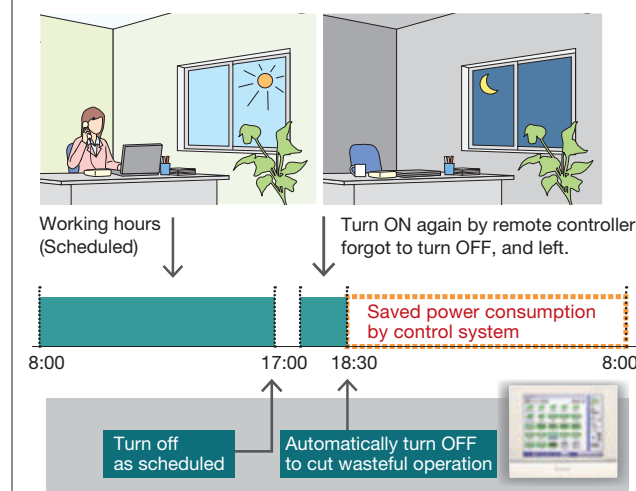 Working hours
(Scheduled)
Turn ON again by remote controller
forgot to turn OFF, and left.
Saved power consumption
by control system
8:00
17:00
18:30
8:00
Turn off
as scheduled
Automatically turn OFF
to cut wasteful operation